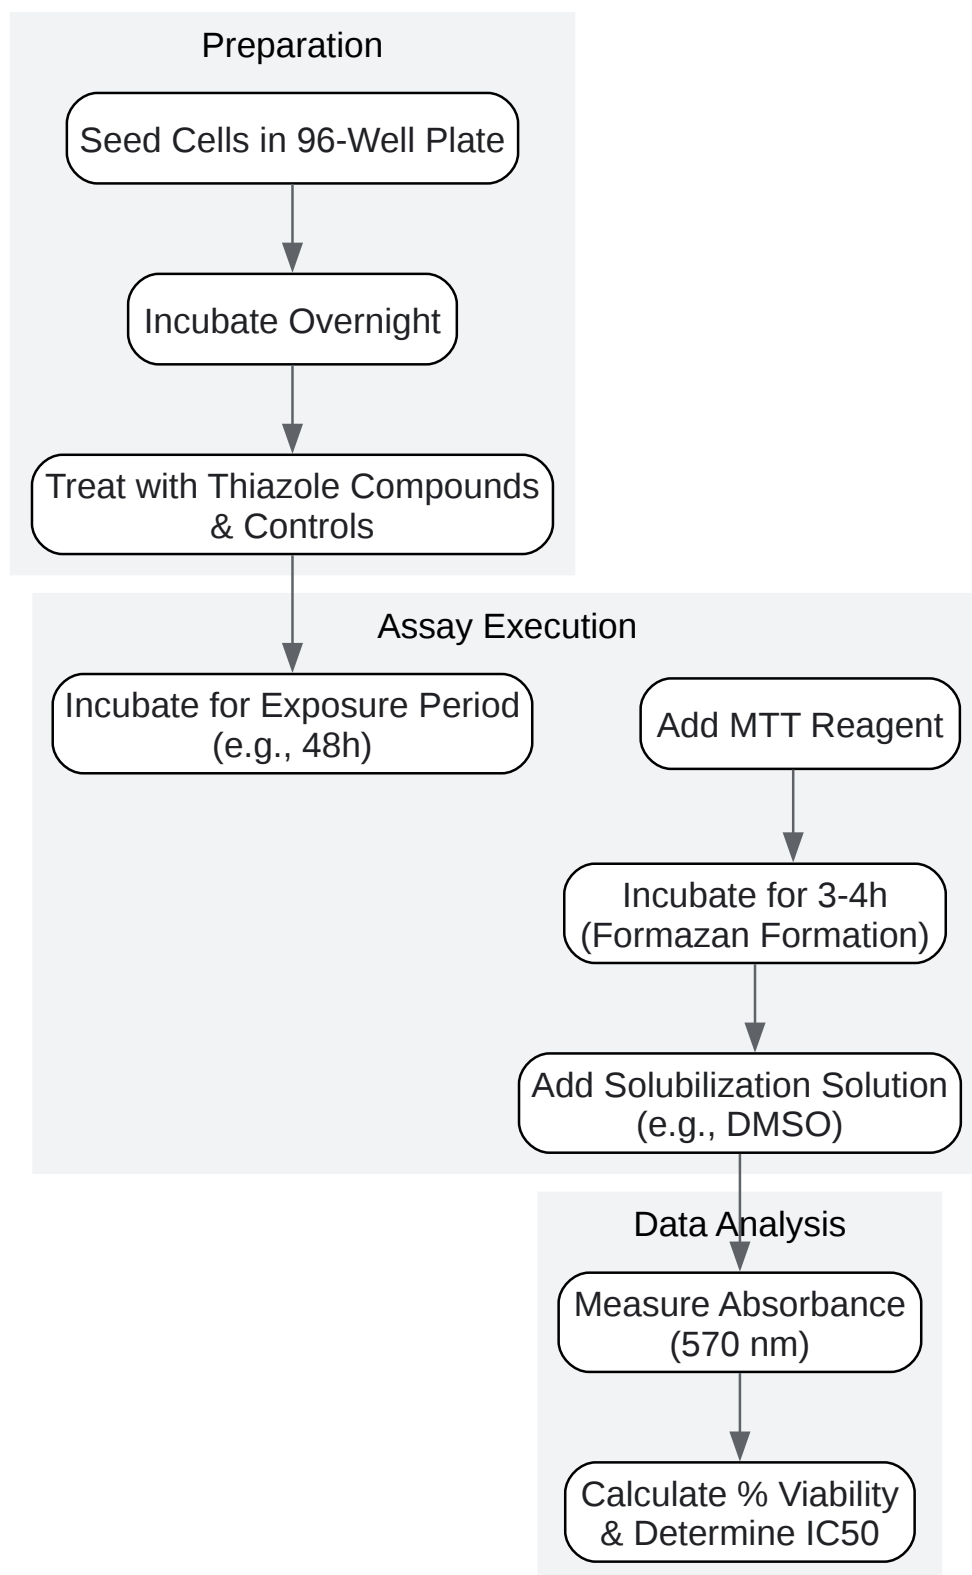 Preparation
Seed Cells in 96-Well Plate
Incubate Overnight
Treat with Thiazole Compounds
& Controls
Assay Execution
Incubate for Exposure Period
(e.g., 48h)
Add MTT Reagent
Incubate for 3-4h
(Formazan Formation)
Add Solubilization Solution
(e.g., DMSO)
Data Analysis
Measure Absorbance
(570 nm)
Calculate % Viability
& Determine IC50